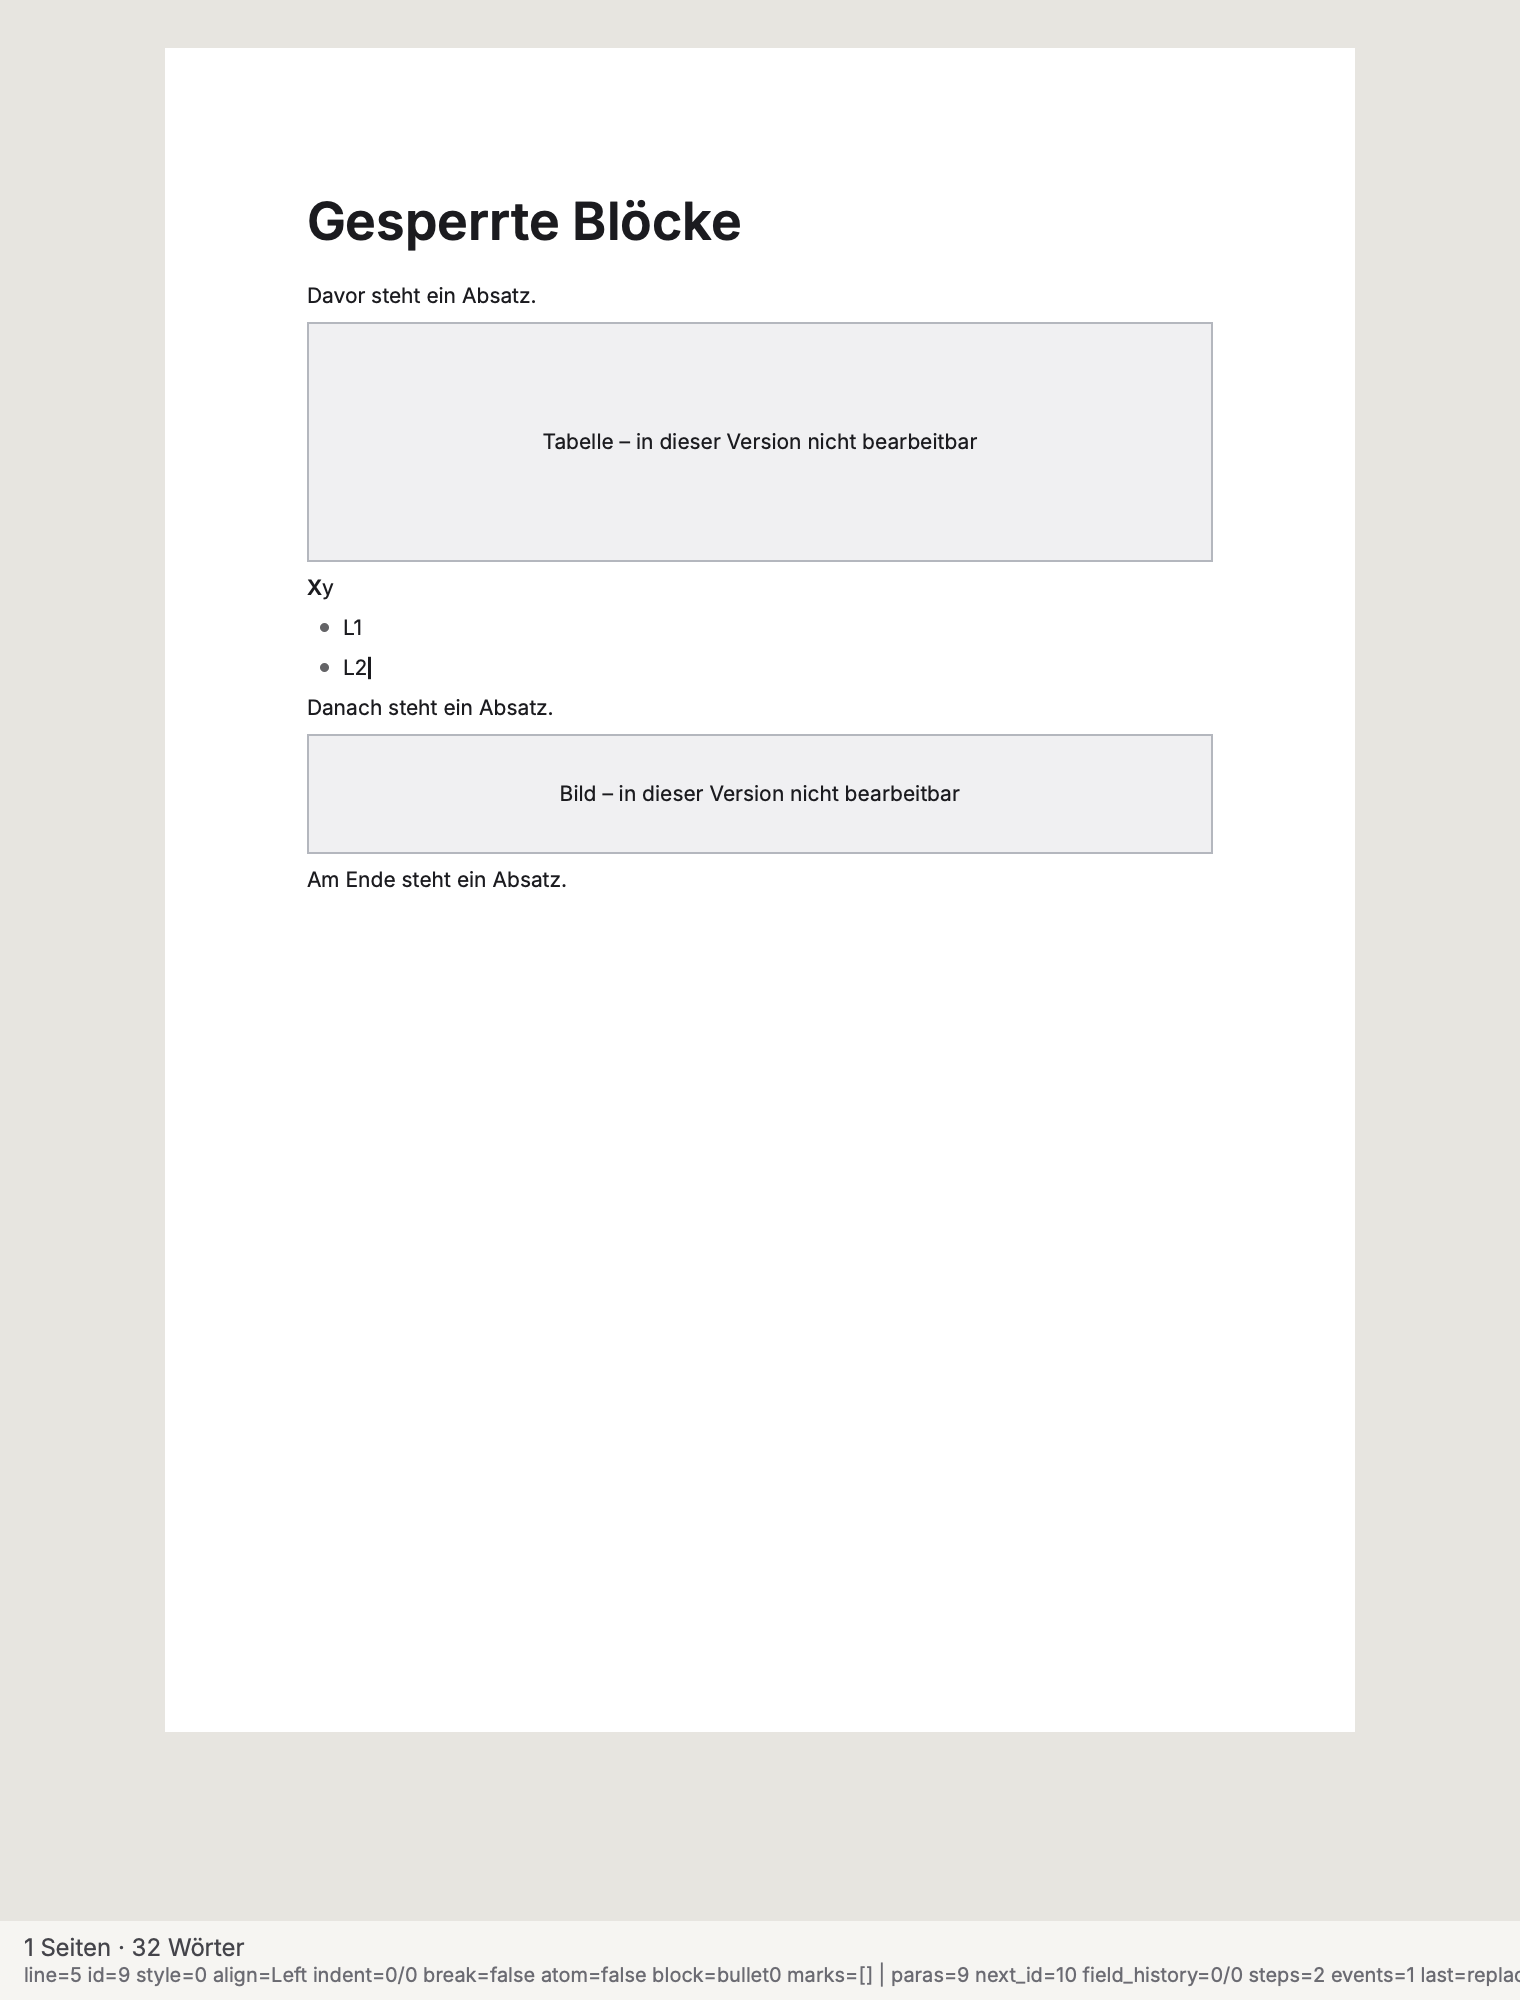 Gesperrte Blöcke
Davor steht ein Absatz.
Tabelle – in dieser Version nicht bearbeitbar
Xy
• L1
• L2
Danach steht ein Absatz.
Bild – in dieser Version nicht bearbeitbar
Am Ende steht ein Absatz.
1 Seiten · 32 Wörter
line=5 id=9 style=0 align=Left indent=0/0 break=false atom=false block=bullet0 marks=[] | paras=9 next_id=10 field_history=0/0 steps=2 events=1 last=replac